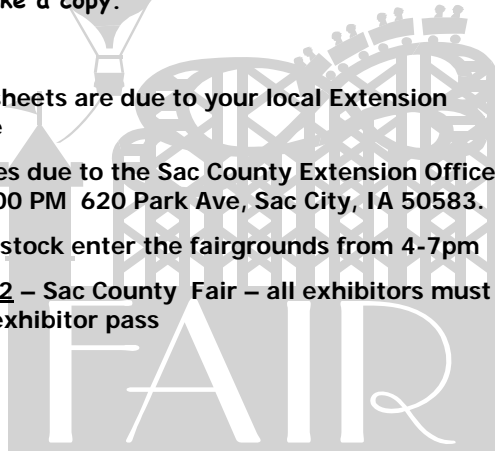 ke a copy.
heets are due to your local Extension
e
es due to the Sac County Extension Office
00 PM 620 Park Ave, Sac City, IA 50583.
stock enter the fairgrounds from 4-7pm
2 – Sac County Fair – all exhibitors must
exhibitor pass
FAIR